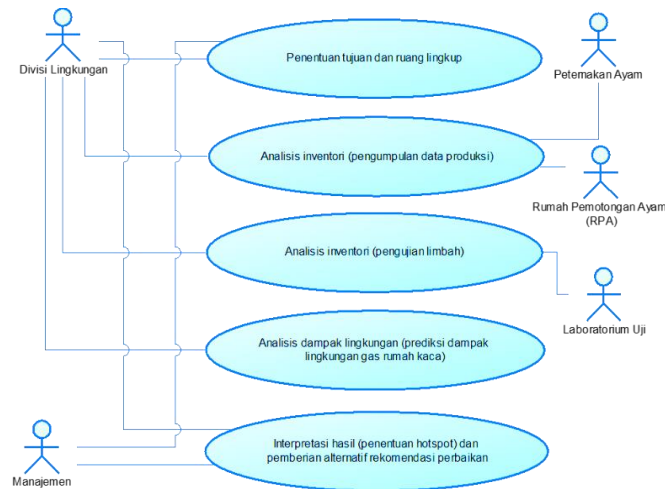 Divisi Lingkungan
Penentuan tujuan dan ruang lingkup
Peternakan Ayam
Analisis inventori (pengumpulan data produksi)
Rumah Pemotongan Ayam
(RPA)
Analisis inventori (pengujian limbah)
Laboratorium Uji
Analisis dampak lingkungan (prediksi dampak
lingkungan gas rumah kaca)
Interpretasi hasil (penentuan hotspot) dan
pemberian alternatif rekomendasi perbaikan
Manajemen